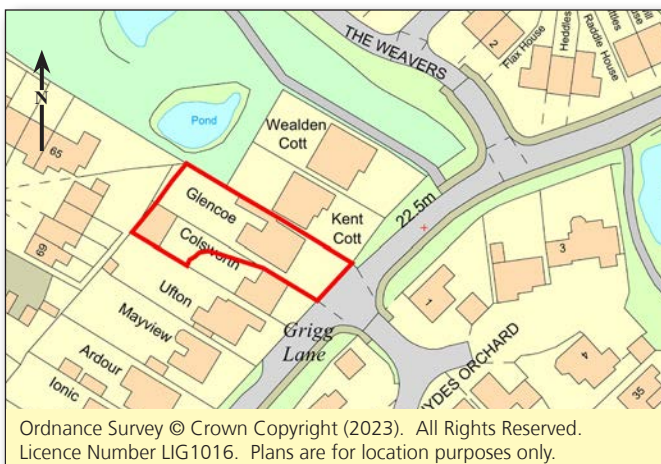 THE WEAVERS
2
Flax House
Heddles
Raddle House
N
Pond
Wealden
Cott
65
Glencoe
Kent
Cott
22.5m
Colsworth
69
Ufton
3
1
Mayview
Grigg
Lane
Ardour
YDES ORCHARD
4
Ionic
35
Ordnance Survey © Crown Copyright (2023). All Rights Reserved.
Licence Number LIG1016. Plans are for location purposes only.